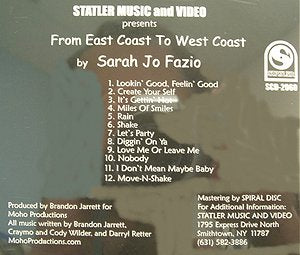 STATLER MUSIC and VIDEO
presents
From East Coast To West Coast
by Sarah Jo Fazio
S
SCD-2060
1. Lookin' Good, Feelin' Good
2. Create Your Self
3. It's Gettin' Hot
4. Miles Of Smiles
5. Rain
6. Shake
7. Let's Party
8. Diggin' On Ya
9. Love Me Or Leave Me
10. Nobody
11. I Don't Mean Maybe Baby
12. Move-N-Shake
Produced by Brandon Jarrett for
Moho Productions
All music written by Brandon Jarrett,
Craymo and Cody Wilder, and Darryl Retter
MohoProductions.com
Mastering by SPIRAL DISC
For Additional Information:
STATLER MUSIC AND VIDEO
1795 Express Drive North
Smithtown, NY 11787
(631) 582-3886